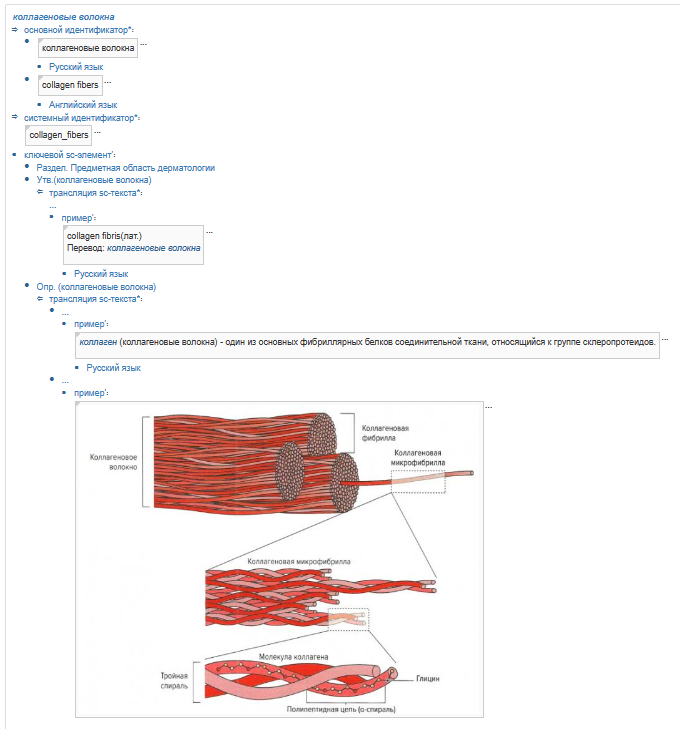 коллагеновые волокна
⇒ основной идентификатор*:
• коллагеновые волокна ...
▪ Русский язык
• collagen fibers ...
▪ Английский язык
⇒ системный идентификатор*:
collagen_fibers ...
• ключевой sc-элемент':
• Раздел. Предметная область дерматологии
• Утв.(коллагеновые волокна)
⇐ трансляция sc-текста*:
...
▪ пример':
collagen fibris(лат.) ...
Перевод: коллагеновые волокна
▪ Русский язык
• Опр. (коллагеновые волокна)
⇐ трансляция sc-текста*:
• ...
▪ пример':
коллаген (коллагеновые волокна) - один из основных фибриллярных белков соединительной ткани, относящийся к группе склеропротеидов. ...
▪ Русский язык
• ...
▪ пример':
...
Коллагеновая
фибрилла
Коллагеновое
волокно
Коллагеновая
микрофибрилла
Коллагеновая микрофибрилла
Молекула коллагена
Тройная
спираль
Глицин
Полипептидная цепь (α-спираль)